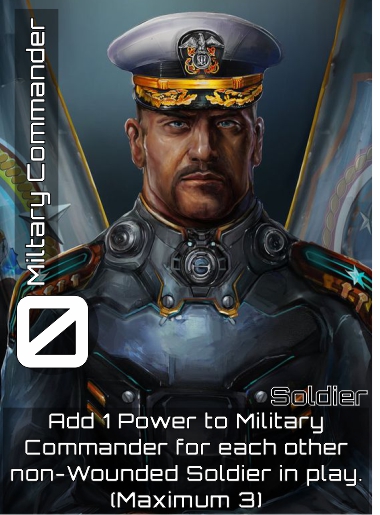 Miltary Commander
0
Soldier
Add 1 Power to Military
Commander for each other
non-Wounded Soldier in play.
(Maximum 3)